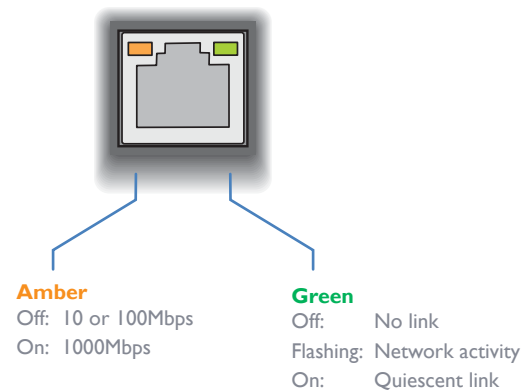 Amber
Off: 10 or 100Mbps
On: 1000Mbps
Green
Off: No link
Flashing: Network activity
On: Quiescent link